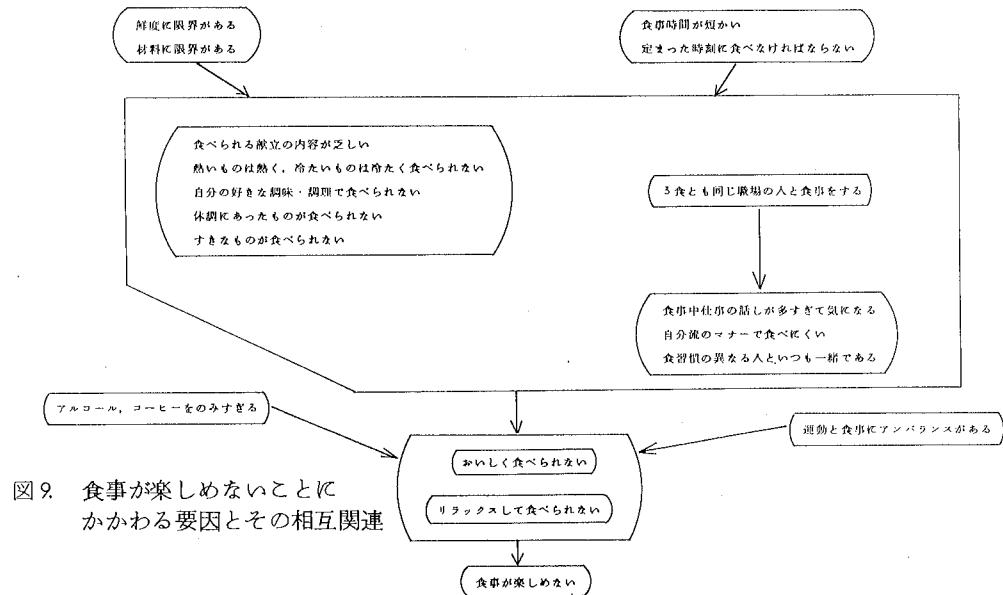 鮮度に限界がある
材料に限界がある
食事時間が短かい
定まった時刻に食べなければならない
食べられる献立の内容が乏しい
熱いものは熱く，冷たいものは冷たく食べられない
自分の好きな調味・調理で食べられない
体調にあったものが食べられない
すきなものが食べられない
3食とも同じ職場の人と食事をする
食事中仕事の話しが多すぎて気になる
自分流のマナーで食べにくい
食習慣の異なる人といつも一緒である
アルコール，コーヒーをのみすぎる
運動と食事にアンバランスがある
おいしく食べられない
リラックスして食べられない
食事が楽しめない
図9. 食事が楽しめないことに
かかわる要因とその相互関連